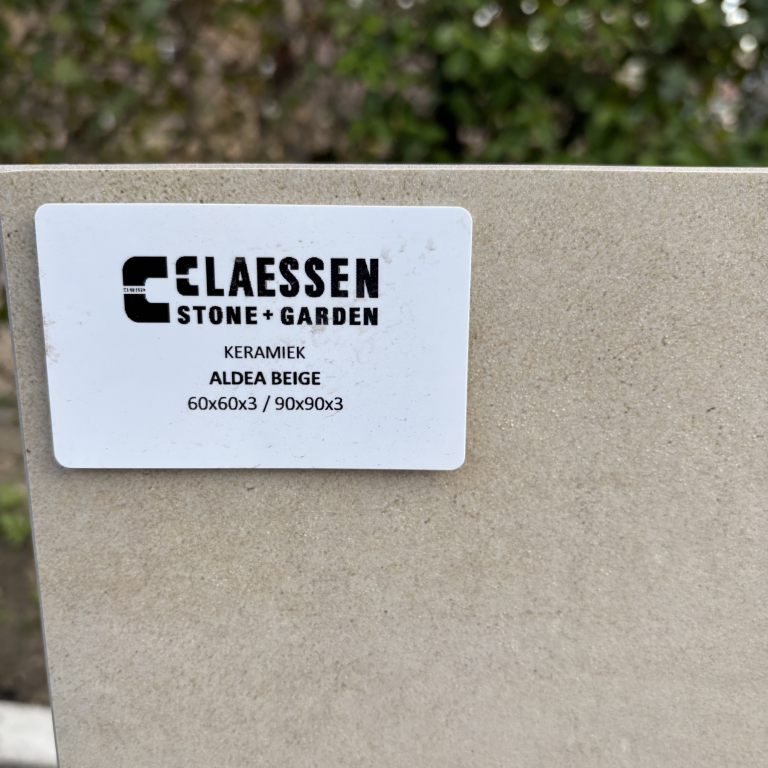 CLAESSEN
STONE + GARDEN
KERAMIEK
ALDEA BEIGE
60x60x3 / 90x90x3